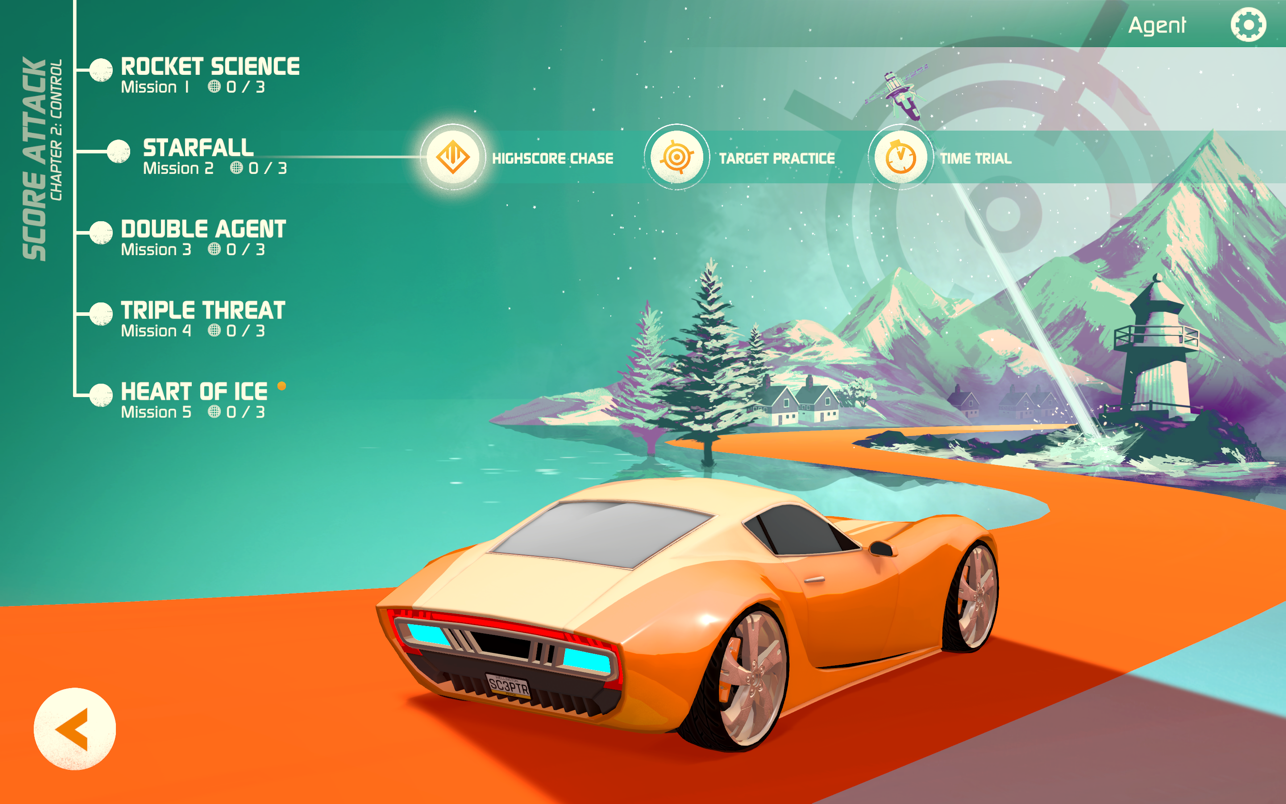 SCORE ATTACK
CHAPTER 2: CONTROL
Agent
ROCKET SCIENCE
Mission 1 0 / 3
STARFALL
Mission 2 0 / 3
HIGHSCORE CHASE
TARGET PRACTICE
TIME TRIAL
DOUBLE AGENT
Mission 3 0 / 3
TRIPLE THREAT
Mission 4 0 / 3
HEART OF ICE
Mission 5 0 / 3
SC3PTR